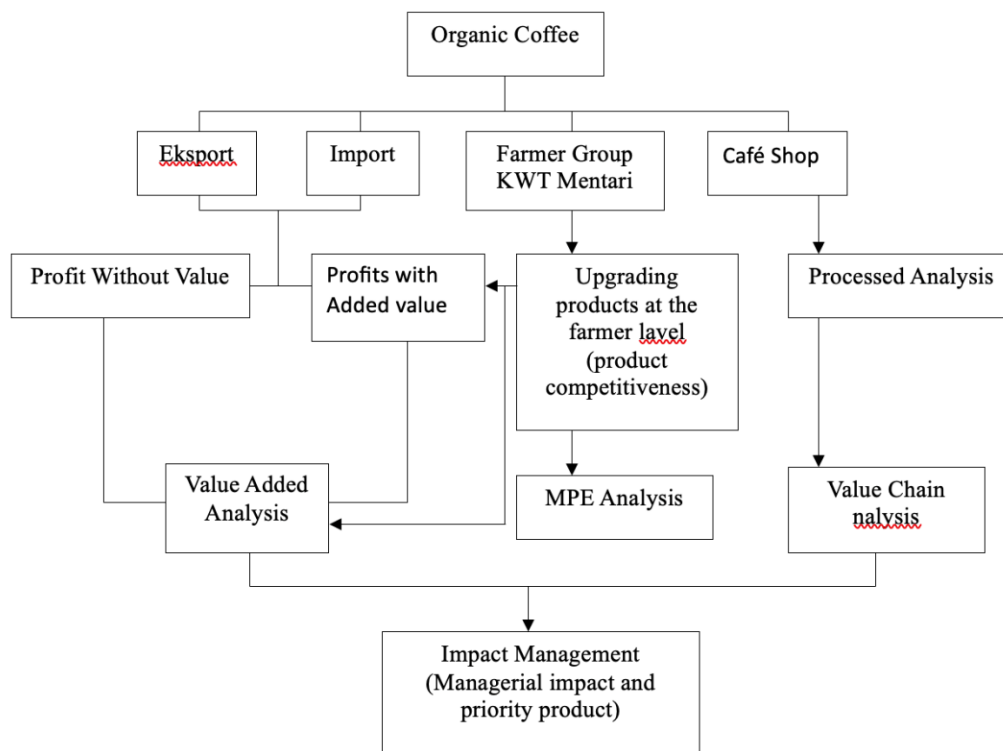 Organic Coffee
Eksport
Import
Farmer Group
KWT Mentari
Café Shop
Profit Without Value
Profits with
Added value
Upgrading
products at the
farmer lavel
(product
competitiveness)
Processed Analysis
Value Added
Analysis
MPE Analysis
Value Chain
nalysis
Impact Management
(Managerial impact and
priority product)